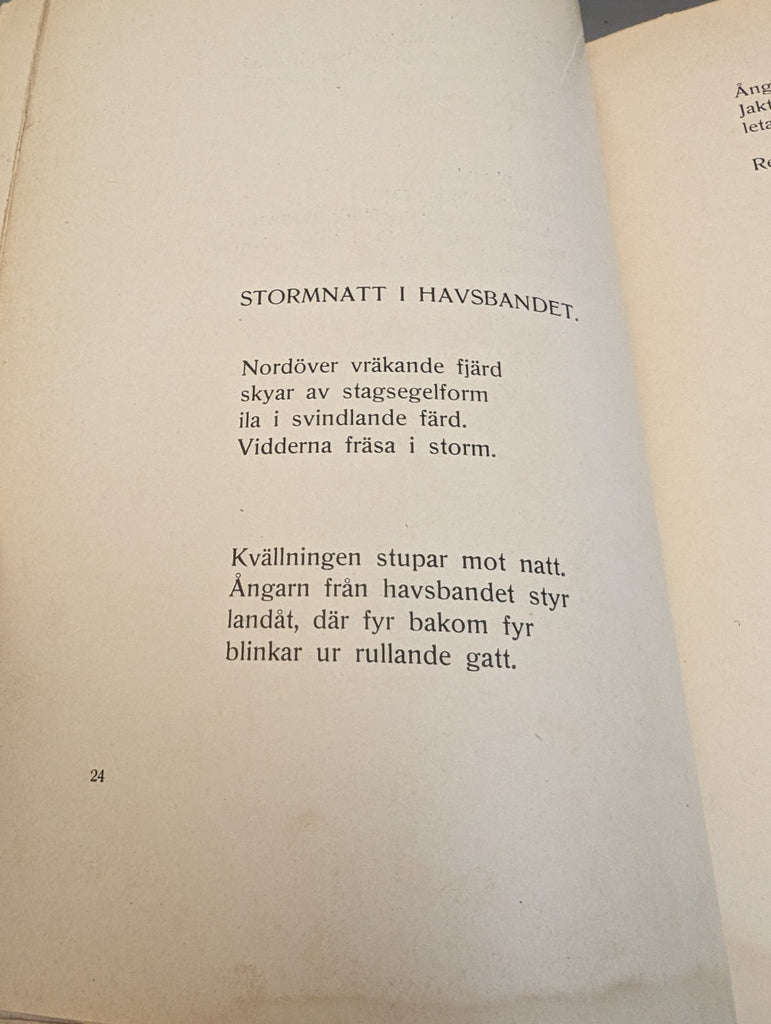 STORMNATT I HAVSBANDET.
Nordöver vräkande fjärd
skyar av stagsegelform
ila i svindlande färd.
Vidderna fräsa i storm.
Kvällningen stupar mot natt.
Ångarn från havsbandet styr
landåt, där fyr bakom fyr
blinkar ur rullande gatt.
24